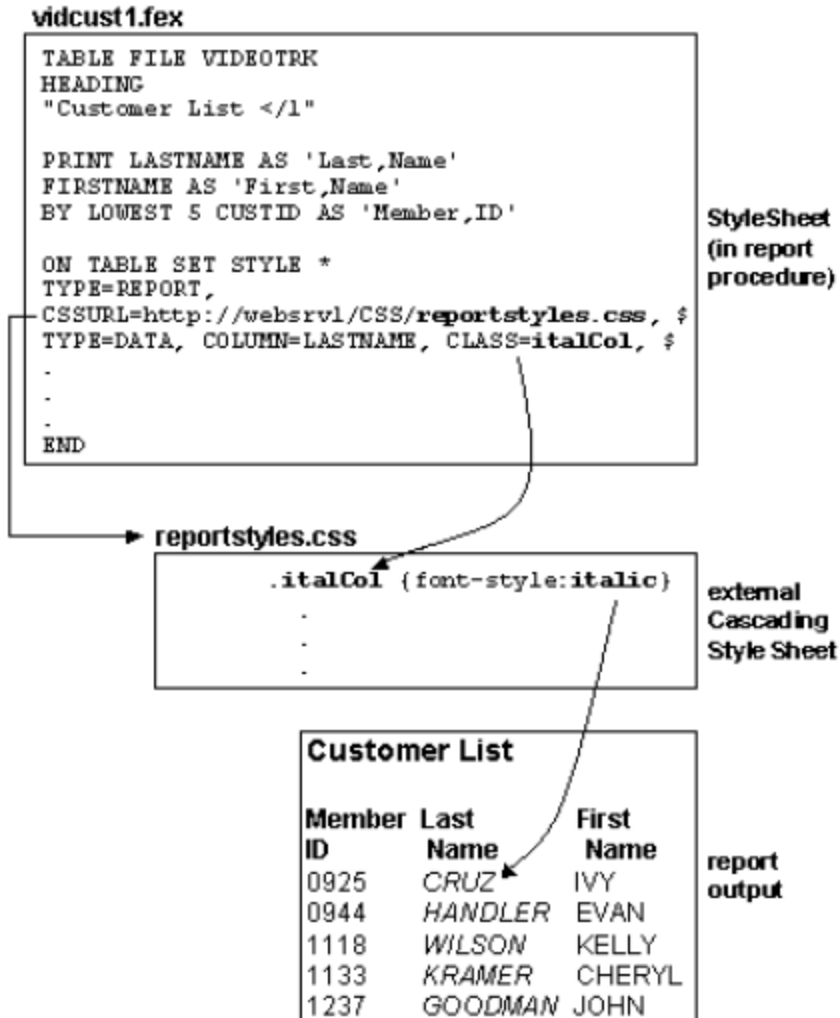 vidcust1.fex
TABLE FILE VIDEOTRK
HEADING
"Customer List </1"
PRINT LASTNAME AS 'Last,Name'
FIRSTNAME AS 'First,Name'
BY LOWEST 5 CUSTID AS 'Member,ID'
ON TABLE SET STYLE *
TYPE=REPORT,
CSSURL=http://websrv1/CSS/reportstyles.css, $
TYPE=DATA, COLUMN=LASTNAME, CLASS=italCol, $
.
.
.
END
StyleSheet
(in report
procedure)
reportstyles.css
.italCol {font-style:italic}
.
.
.
external
Cascading
Style Sheet
Customer List
Member Last First
ID Name Name
0925 CRUZ IVY
0944 HANDLER EVAN
1118 WILSON KELLY
1133 KRAMER CHERYL
1237 GOODMAN JOHN
report
output